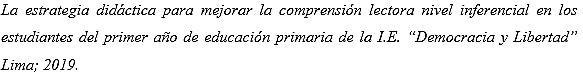 La estrategia didáctica para mejorar la comprensión lectora nivel inferencial en los
estudiantes del primer año de educación primaria de la I.E. “Democracia y Libertad”
Lima; 2019.